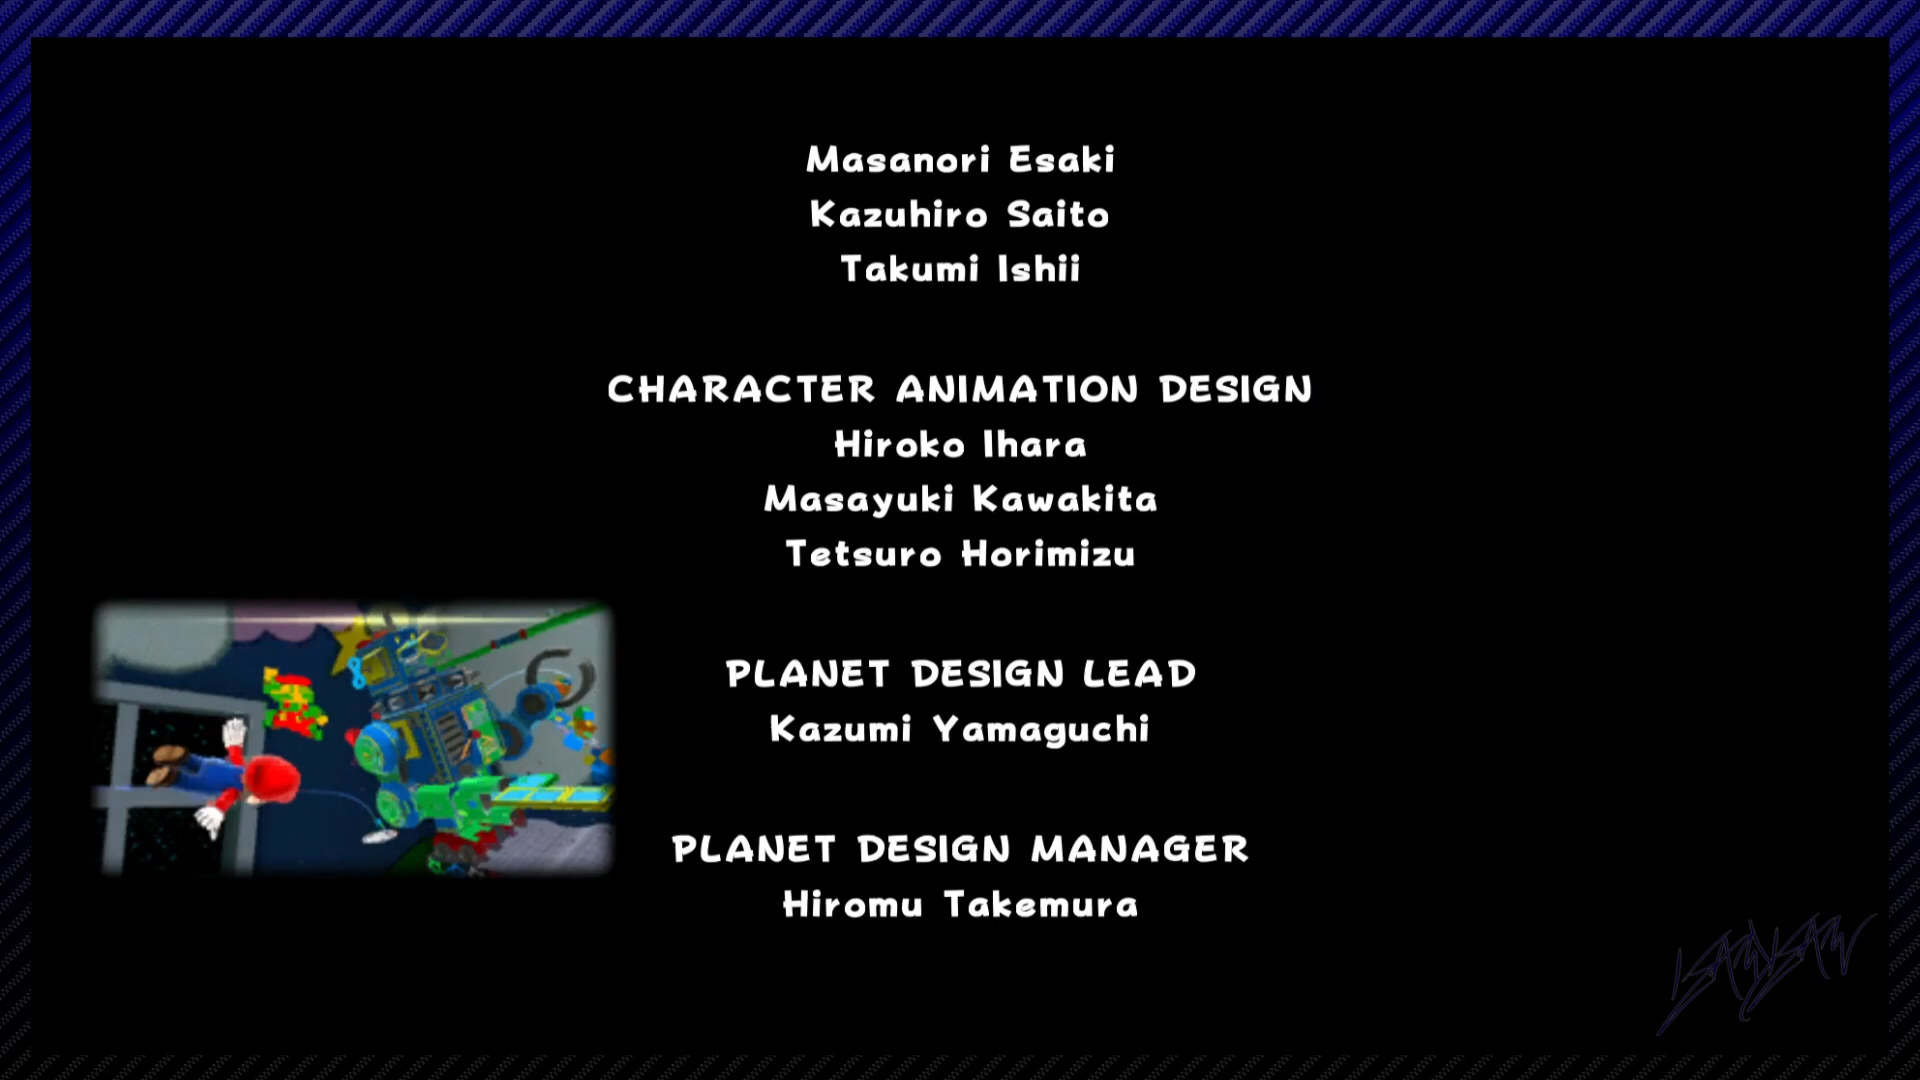 Masanori Esaki
Kazuhiro Saito
Takumi Ishii
CHARACTER ANIMATION DESIGN
Hiroko Ihara
Masayuki Kawakita
Tetsuro Horimizu
PLANET DESIGN LEAD
Kazumi Yamaguchi
PLANET DESIGN MANAGER
Hiromu Takemura